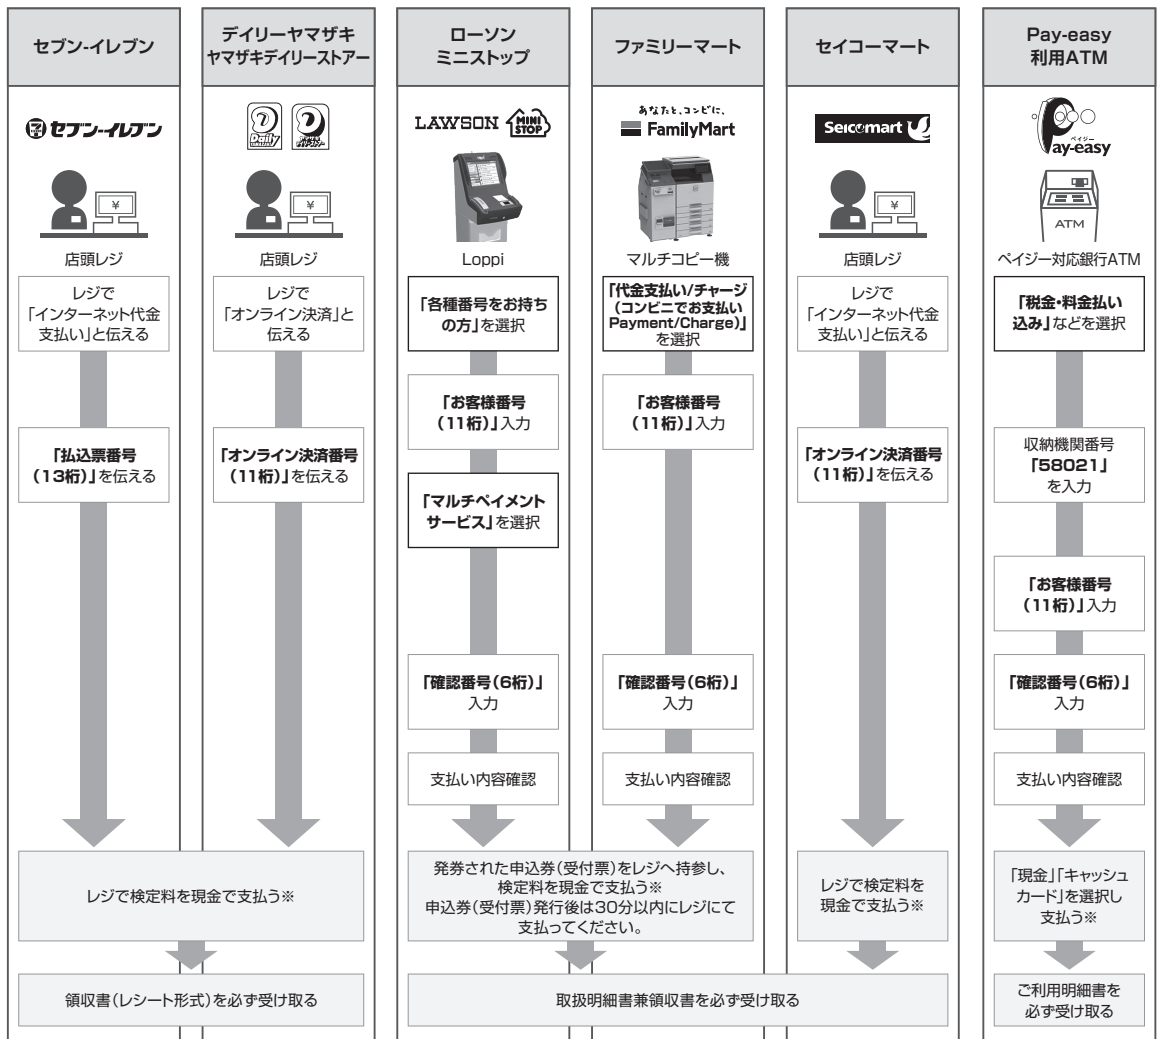 セブン-イレブン
デイリーヤマザキ
ヤマザキデイリーストアー
ローソン
ミニストップ
ファミリーマート
セイコーマート
Pay-easy
利用ATM
セブン-イレブン
Daily
LAWSON
MINI
STOP
あなたと、コンビに、
FamilyMart
Seicomart
ペイジー
Pay-easy
¥
¥
¥
ATM
店頭レジ
店頭レジ
Loppi
マルチコピー機
店頭レジ
ペイジー対応銀行ATM
レジで
「インターネット代金
支払い」と伝える
レジで
「オンライン決済」と
伝える
「各種番号をお持ち
の方」を選択
「代金支払い/チャージ
(コンビニでお支払い
Payment/Charge)」
を選択
レジで
「インターネット代金
支払い」と伝える
「税金・料金払い
込み」などを選択
「お客様番号
(11桁)」入力
「お客様番号
(11桁)」入力
「払込票番号
(13桁)」を伝える
「オンライン決済番号
(11桁)」を伝える
「マルチペイメント
サービス」を選択
「オンライン決済番号
(11桁)」を伝える
収納機関番号
「58021」
を入力
「お客様番号
(11桁)」入力
「確認番号(6桁)」
入力
「確認番号(6桁)」
入力
「確認番号(6桁)」
入力
支払い内容確認
支払い内容確認
支払い内容確認
レジで検定料を現金で支払う※
発券された申込券(受付票)をレジへ持参し、
検定料を現金で支払う※
申込券(受付票)発行後は30分以内にレジにて
支払ってください。
レジで検定料を
現金で支払う※
「現金」「キャッシュ
カード」を選択し
支払う※
領収書(レシート形式)を必ず受け取る
取扱明細書兼領収書を必ず受け取る
ご利用明細書を
必ず受け取る